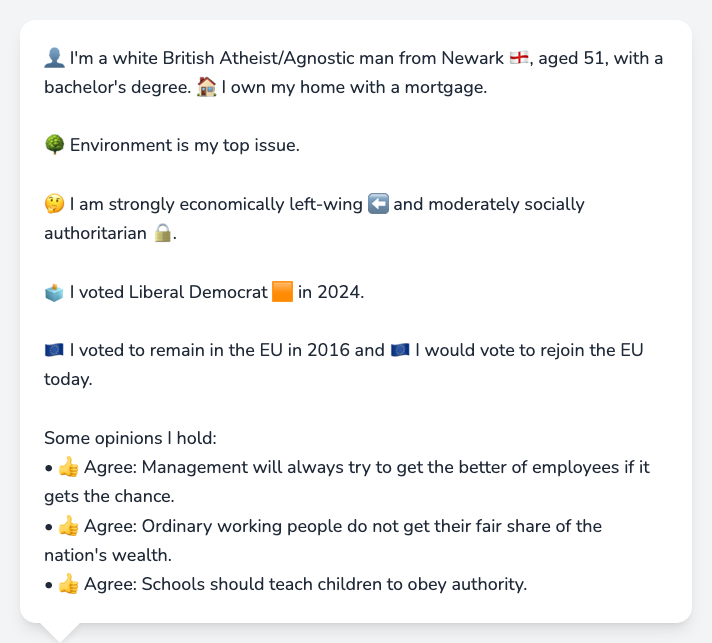 👤 I'm a white British Atheist/Agnostic man from Newark 🏴󠁧󠁢󠁥󠁮󠁧󠁿, aged 51, with a
bachelor's degree. 🏠 I own my home with a mortgage.
🌳 Environment is my top issue.
🤔 I am strongly economically left-wing ⬅️ and moderately socially
authoritarian 🔒.
🗳️ I voted Liberal Democrat 🟧 in 2024.
🇪🇺 I voted to remain in the EU in 2016 and 🇪🇺 I would vote to rejoin the EU
today.
Some opinions I hold:
• 👍 Agree: Management will always try to get the better of employees if it
gets the chance.
• 👍 Agree: Ordinary working people do not get their fair share of the
nation's wealth.
• 👍 Agree: Schools should teach children to obey authority.